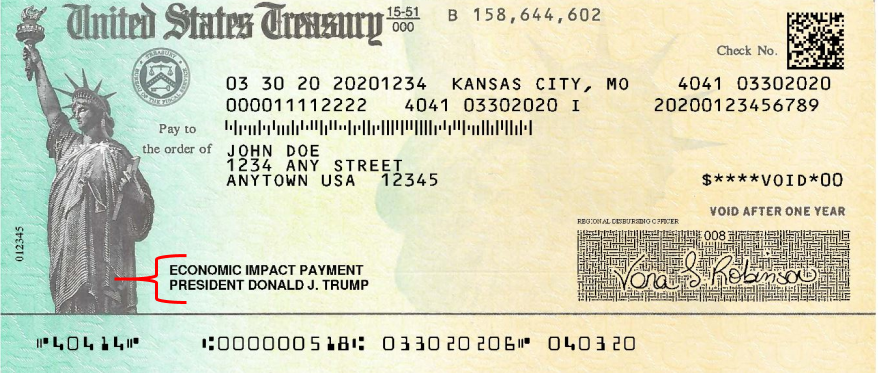 United States Treasury 15-51 B 158,644,602
000
Check No.
03 30 20 20201234 KANSAS CITY, MO 4041 03302020
000011112222 4041 03302020 I 20200123456789
Pay to
the order of
JOHN DOE
1234 ANY STREET
ANYTOWN USA 12345
$****VOID*00
VOID AFTER ONE YEAR
REGIONAL DISBURSING OFFICER
008
Vona S. Robinson
012345
ECONOMIC IMPACT PAYMENT
PRESIDENT DONALD J. TRUMP
⑈40414⑈ ⑆000000518⑆ 033020206⑈ 040320